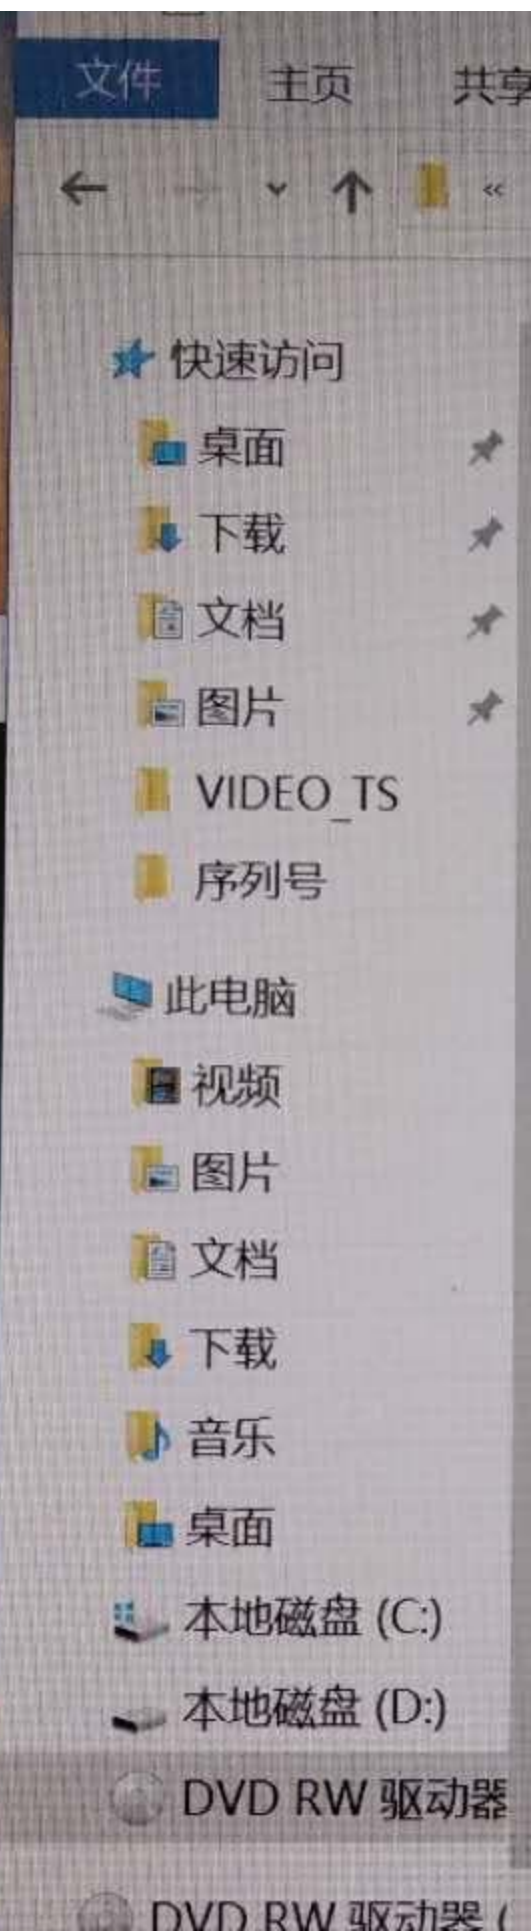 文件 主页 共享
«
快速访问
桌面
下载
文档
图片
VIDEO_TS
序列号
此电脑
视频
图片
文档
下载
音乐
桌面
本地磁盘 (C:)
本地磁盘 (D:)
DVD RW 驱动器
DVD RW 驱动器 (